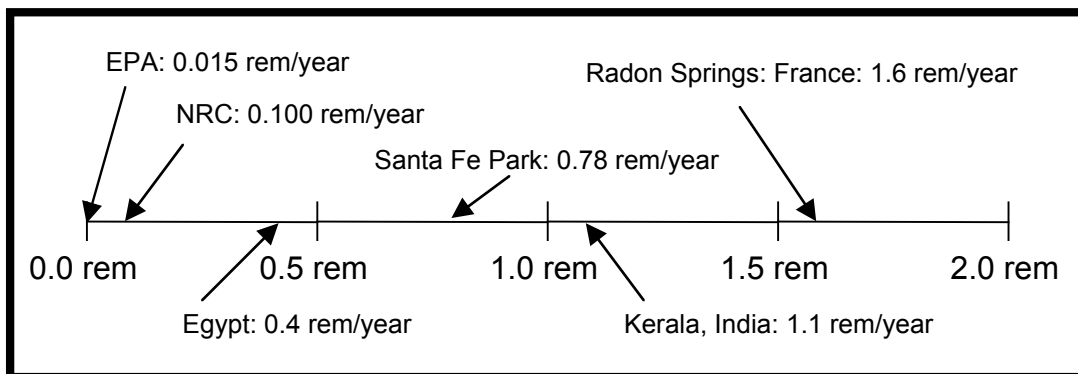 EPA: 0.015 rem/year
Radon Springs: France: 1.6 rem/year
NRC: 0.100 rem/year
Santa Fe Park: 0.78 rem/year
0.0 rem 0.5 rem 1.0 rem 1.5 rem 2.0 rem
Egypt: 0.4 rem/year
Kerala, India: 1.1 rem/year